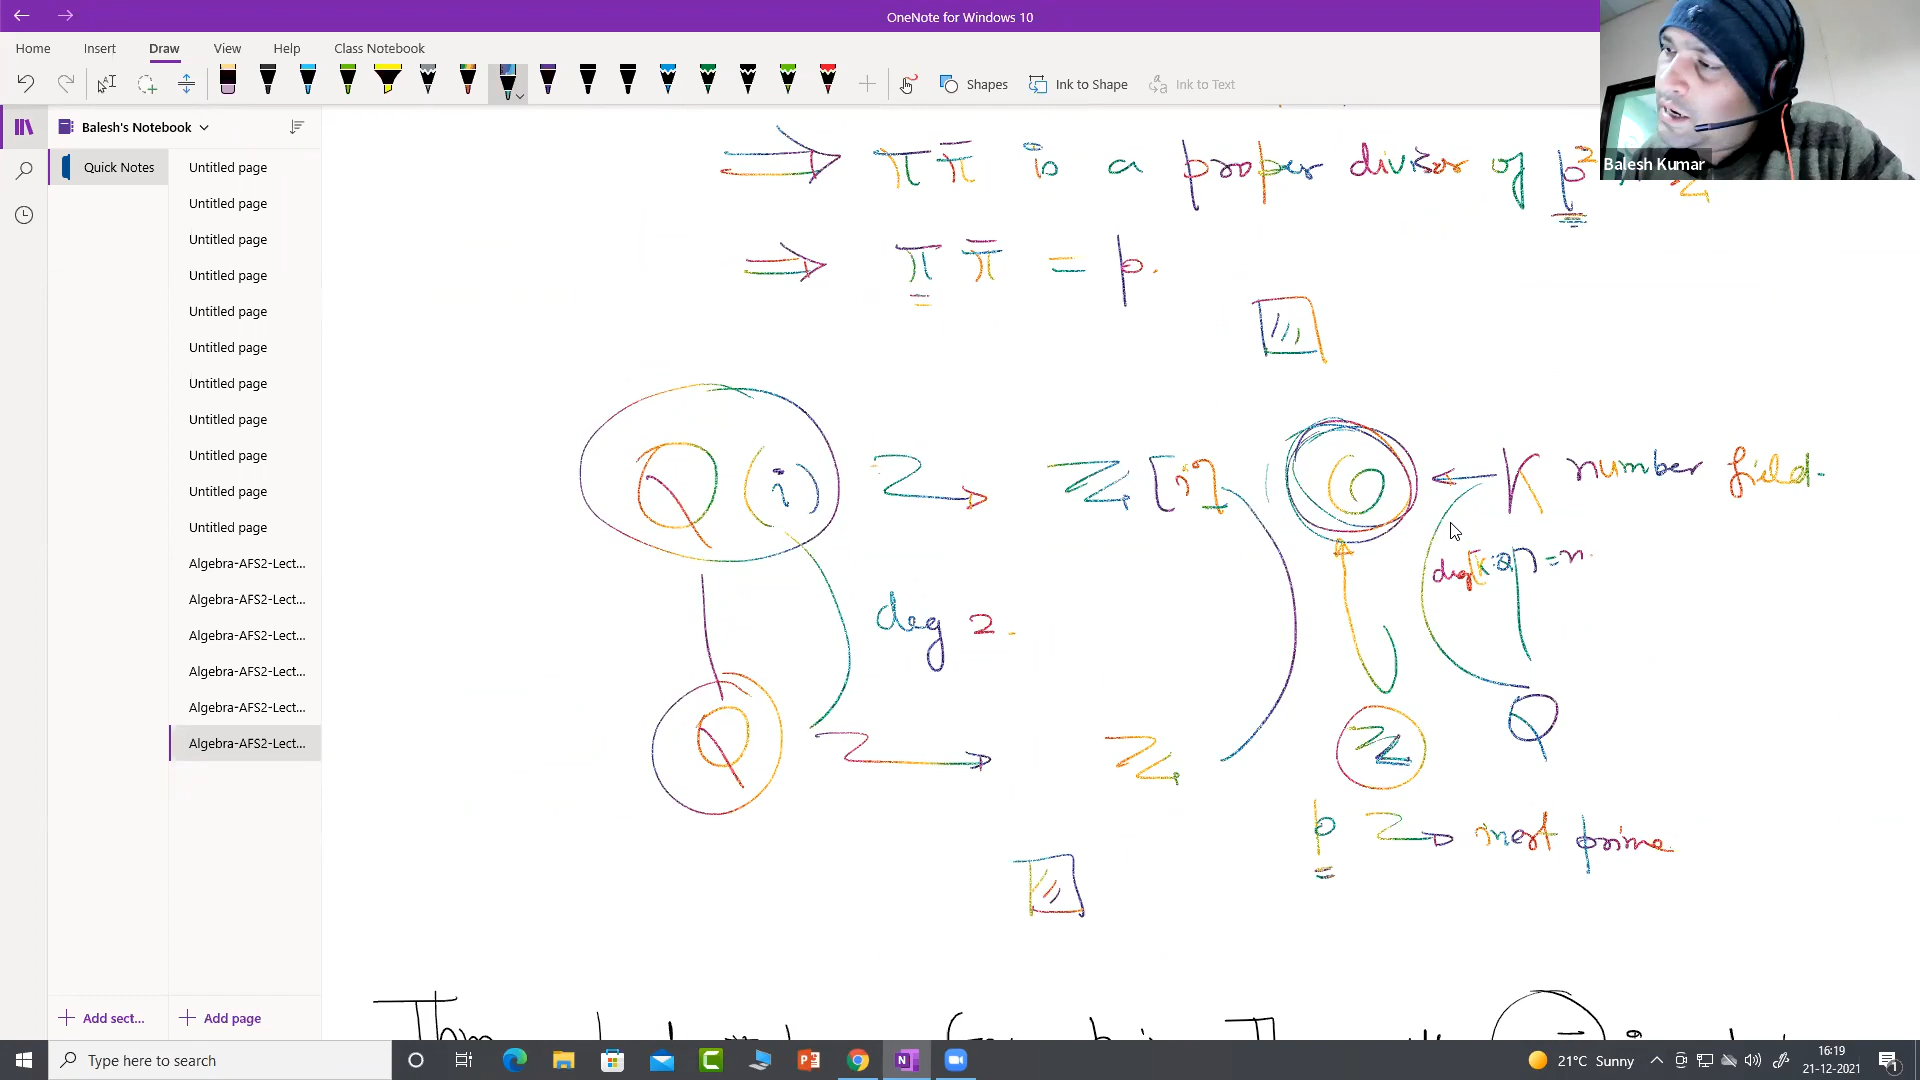 OneNote for Windows 10
Home Insert Draw View Help Class Notebook
Shapes Ink to Shape Ink to Text
Balesh Kumar
Balesh's Notebook
Quick Notes
Untitled page
Untitled page
Untitled page
Untitled page
Untitled page
Untitled page
Untitled page
Untitled page
Untitled page
Untitled page
Untitled page
Algebra-AFS2-Lect...
Algebra-AFS2-Lect...
Algebra-AFS2-Lect...
Algebra-AFS2-Lect...
Algebra-AFS2-Lect...
Algebra-AFS2-Lect...
Add sect... Add page
⟹ π π̄ is a proper divisor of p²
⟹ π π̄ = p.
Q(i) → Z[i] O ← K number field.
deg [K:Q] = n.
deg 2.
Q → Z Z Q
p → inert prime
Type here to search
21°C Sunny
16:19
21-12-2021